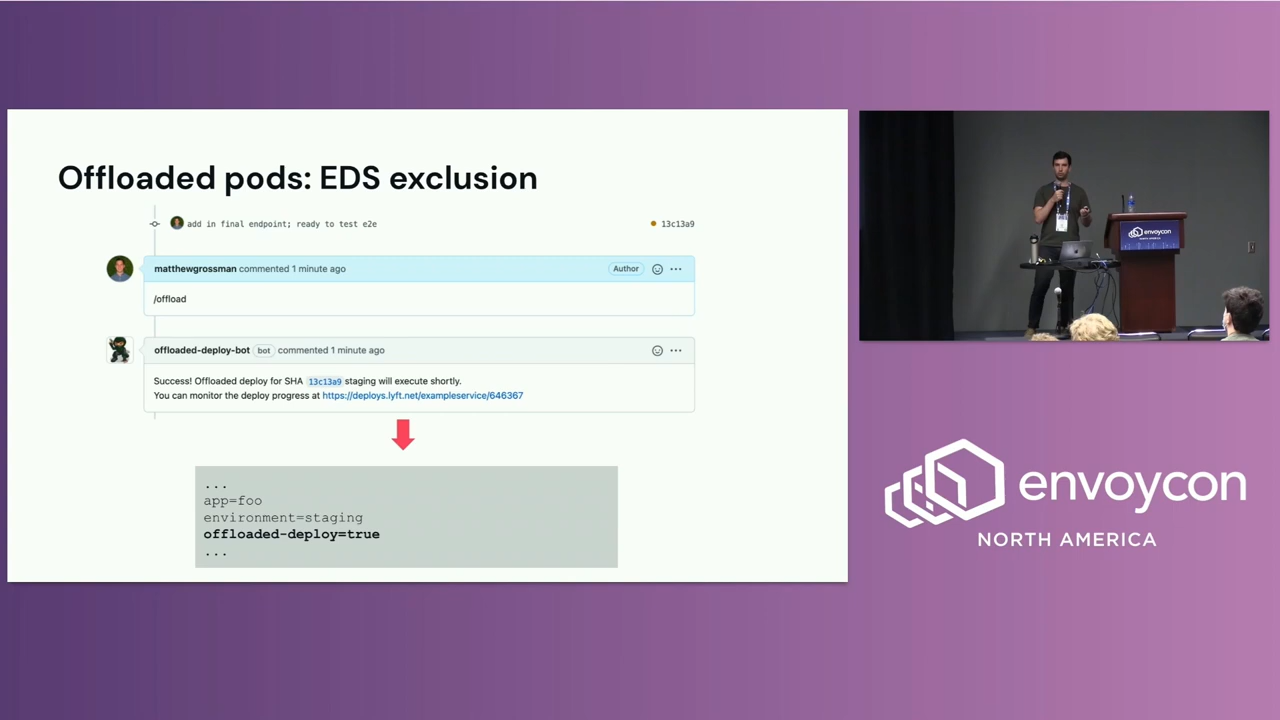 Offloaded pods: EDS exclusion
add in final endpoint; ready to test e2e
13c13a9
matthewgrossman commented 1 minute ago
Author
/offload
offloaded-deploy-bot bot commented 1 minute ago
Success! Offloaded deploy for SHA 13c13a9 staging will execute shortly.
You can monitor the deploy progress at https://deploys.lyft.net/exampleservice/646367
...
app=foo
environment=staging
offloaded-deploy=true
...
envoycon
NORTH AMERICA
envoycon
NORTH AMERICA